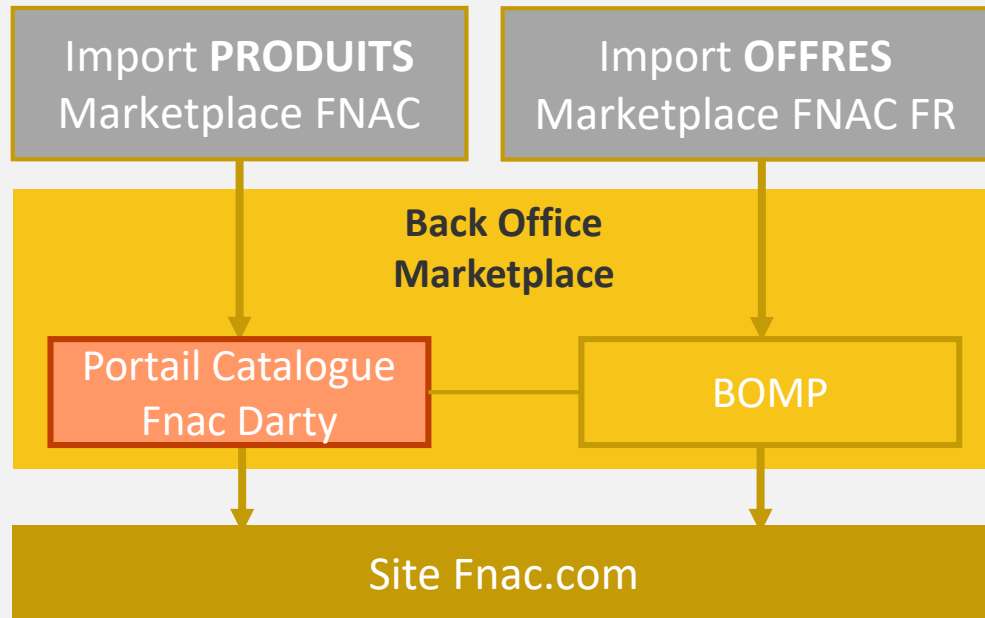 Import PRODUITS
Marketplace FNAC
Import OFFRES
Marketplace FNAC FR
Back Office
Marketplace
Portail Catalogue
Fnac Darty
BOMP
Site Fnac.com